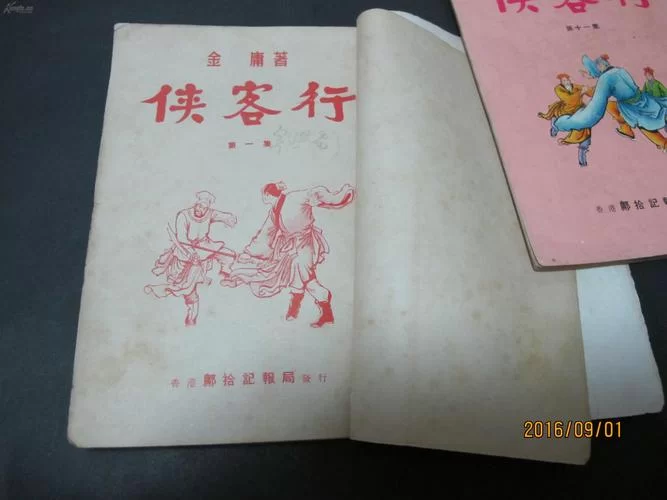 金庸著
侠客行
第一集
香港 鄺拾記報局 發行
侠客行
第十一集
香港 鄺拾記報
2016/09/01